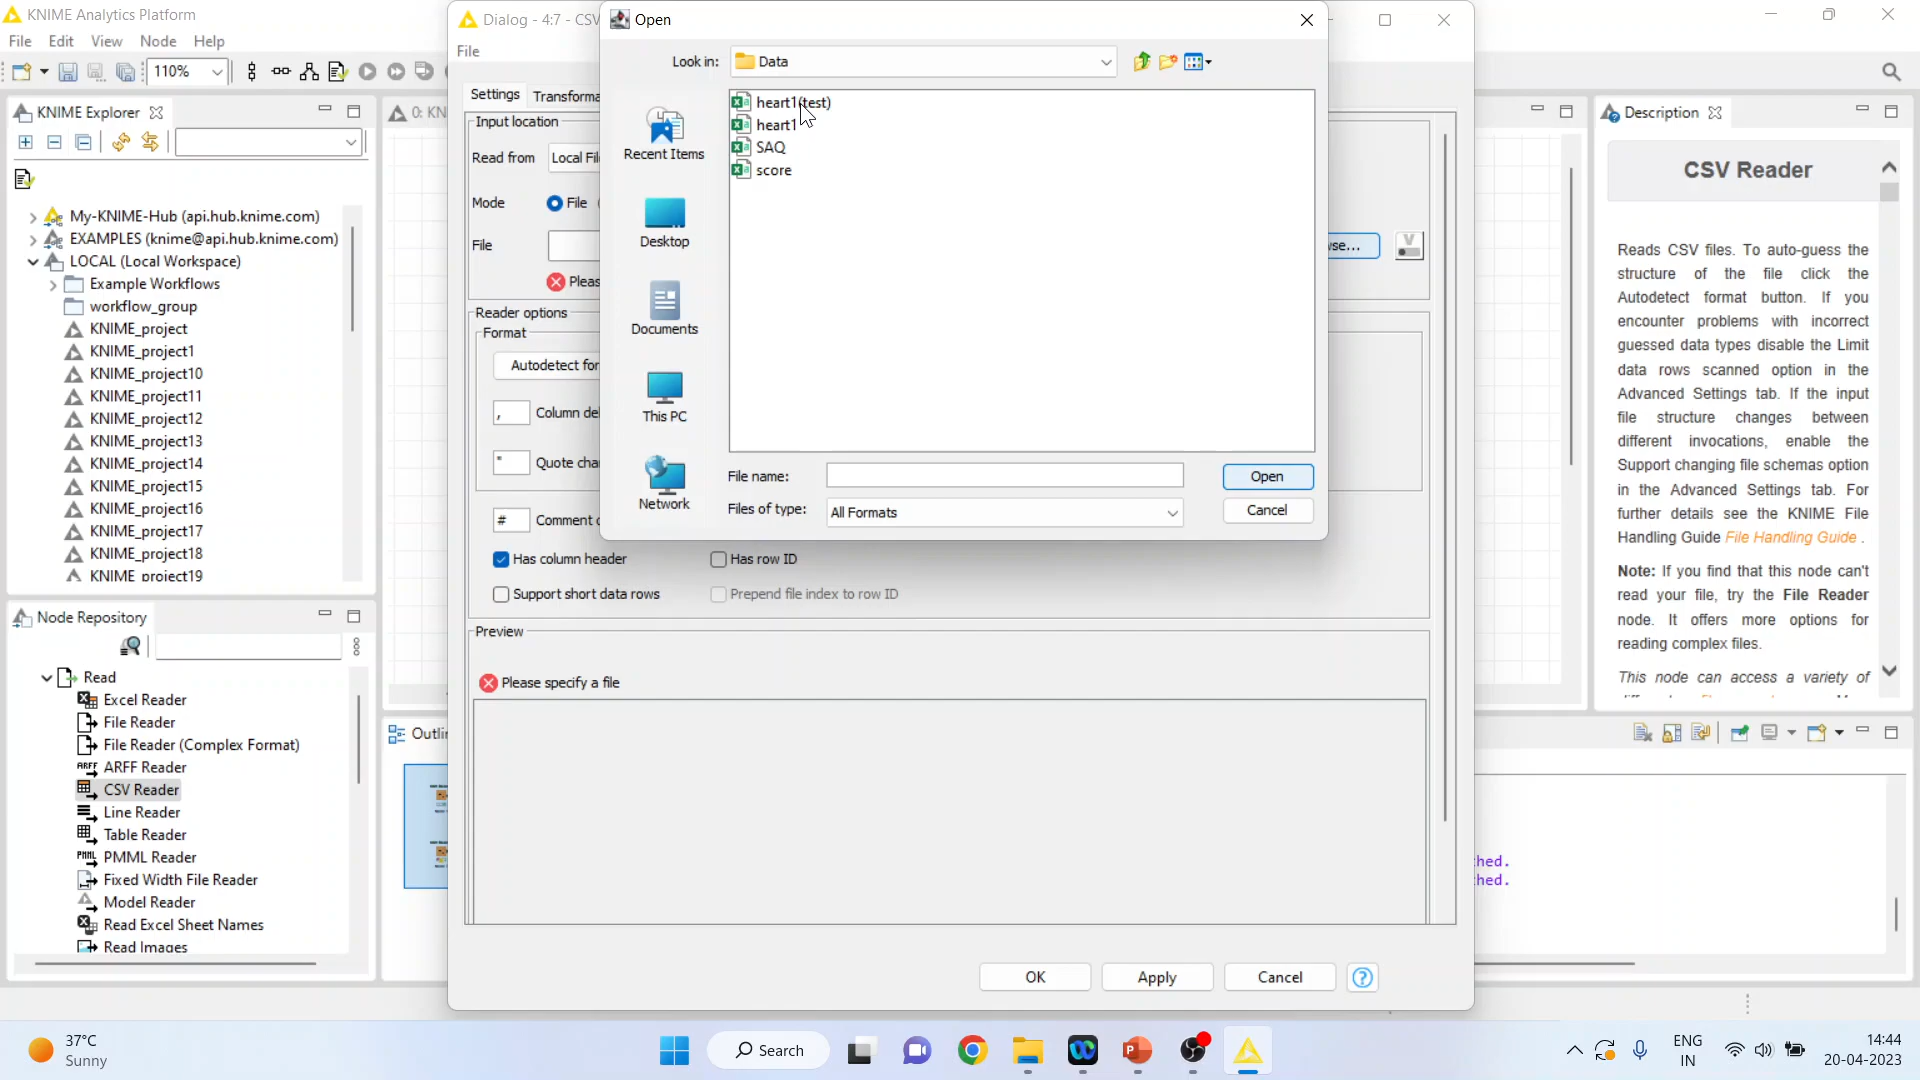 KNIME Analytics Platform
File Edit View Node Help
110%
KNIME Explorer
My-KNIME-Hub (api.hub.knime.com)
EXAMPLES (knime@api.hub.knime.com)
LOCAL (Local Workspace)
Example Workflows
workflow_group
KNIME_project
KNIME_project1
KNIME_project10
KNIME_project11
KNIME_project12
KNIME_project13
KNIME_project14
KNIME_project15
KNIME_project16
KNIME_project17
KNIME_project18
KNIME_project19
Node Repository
Read
Excel Reader
File Reader
File Reader (Complex Format)
ARFF Reader
CSV Reader
Line Reader
Table Reader
PMML Reader
Fixed Width File Reader
Model Reader
Read Excel Sheet Names
Read Images
0: KN
Outlin
Dialog - 4:7 - CSV
File
Settings Transforma
Input location
Read from Local Fil
Mode File
File
Pleas
wse...
Reader options
Format
Autodetect for
, Column de
" Quote cha
# Comment c
Has column header Has row ID
Support short data rows Prepend file index to row ID
Preview
Please specify a file
OK Apply Cancel
Open
Look in: Data
Recent Items
Desktop
Documents
This PC
Network
heart1(test)
heart1
SAQ
score
File name: Open
Files of type: All Formats Cancel
Description
CSV Reader
Reads CSV files. To auto-guess the
structure of the file click the
Autodetect format button. If you
encounter problems with incorrect
guessed data types disable the Limit
data rows scanned option in the
Advanced Settings tab. If the input
file structure changes between
different invocations, enable the
Support changing file schemas option
in the Advanced Settings tab. For
further details see the KNIME File
Handling Guide File Handling Guide .
Note: If you find that this node can't
read your file, try the File Reader
node. It offers more options for
reading complex files.
This node can access a variety of
hed.
hed.
37°C
Sunny
Search
ENG
IN
14:44
20-04-2023